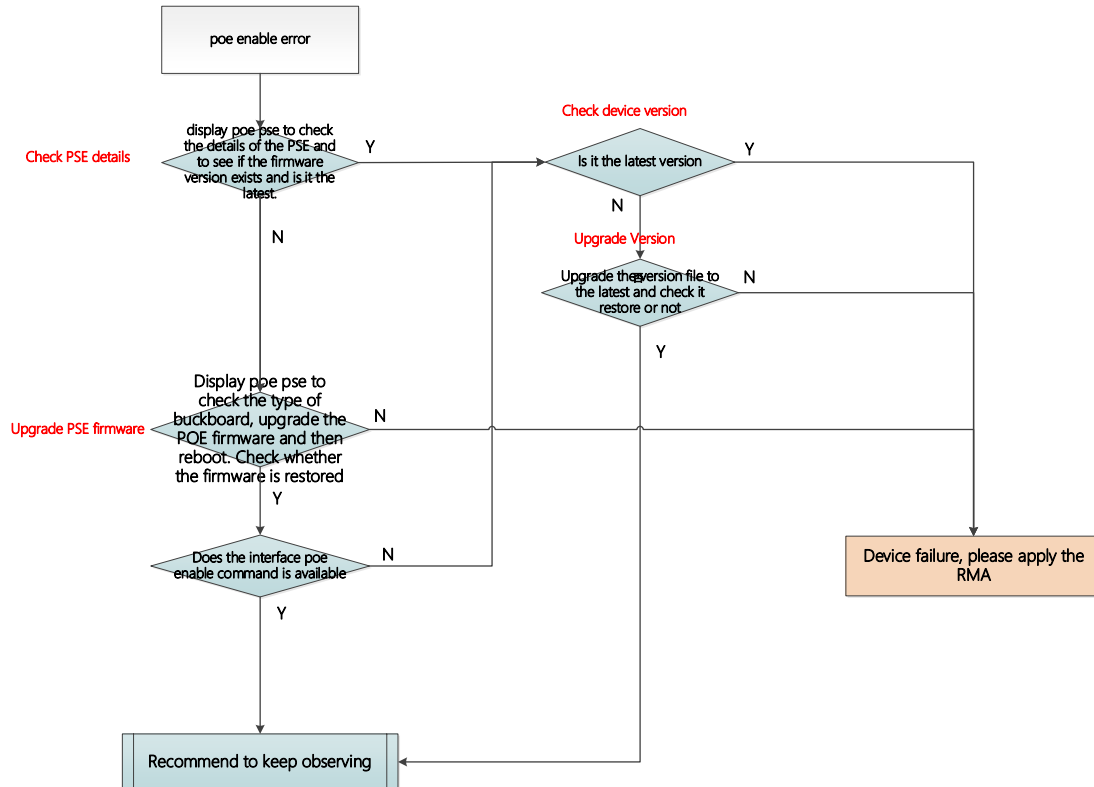 poe enable error
Check PSE details
display poe pse to check
the details of the PSE and
to see if the firmware
version exists and is it the
latest.
Y
N
Check device version
Is it the latest version
Y
N
Upgrade Version
Upgrade the version file to
the latest and check it
restore or not
N
Y
Upgrade PSE firmware
Display poe pse to
check the type of
buckboard, upgrade the
POE firmware and then
reboot. Check whether
the firmware is restored
N
Y
Does the interface poe
enable command is available
N
Y
Device failure, please apply the
RMA
Recommend to keep observing